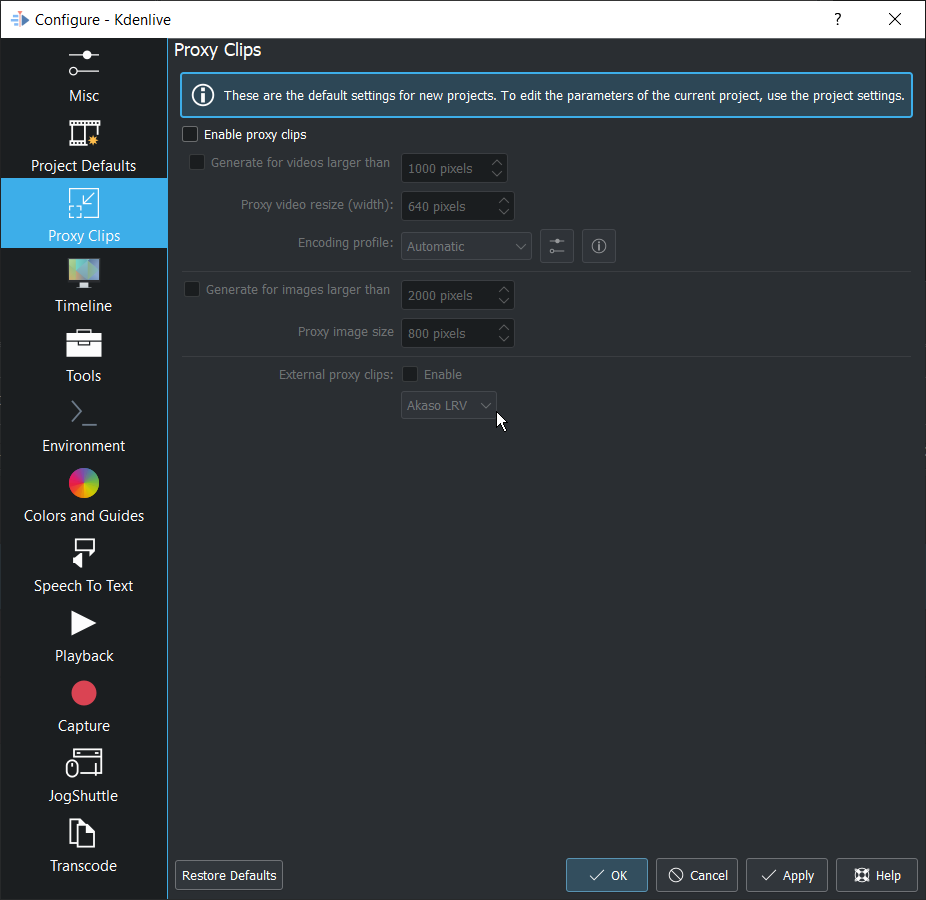 Configure - Kdenlive
?
Misc
Project Defaults
Proxy Clips
Timeline
Tools
Environment
Colors and Guides
Speech To Text
Playback
Capture
JogShuttle
Transcode
Proxy Clips
These are the default settings for new projects. To edit the parameters of the current project, use the project settings.
Enable proxy clips
Generate for videos larger than 1000 pixels
Proxy video resize (width): 640 pixels
Encoding profile: Automatic
Generate for images larger than 2000 pixels
Proxy image size 800 pixels
External proxy clips: Enable
Akaso LRV
Restore Defaults OK Cancel Apply Help